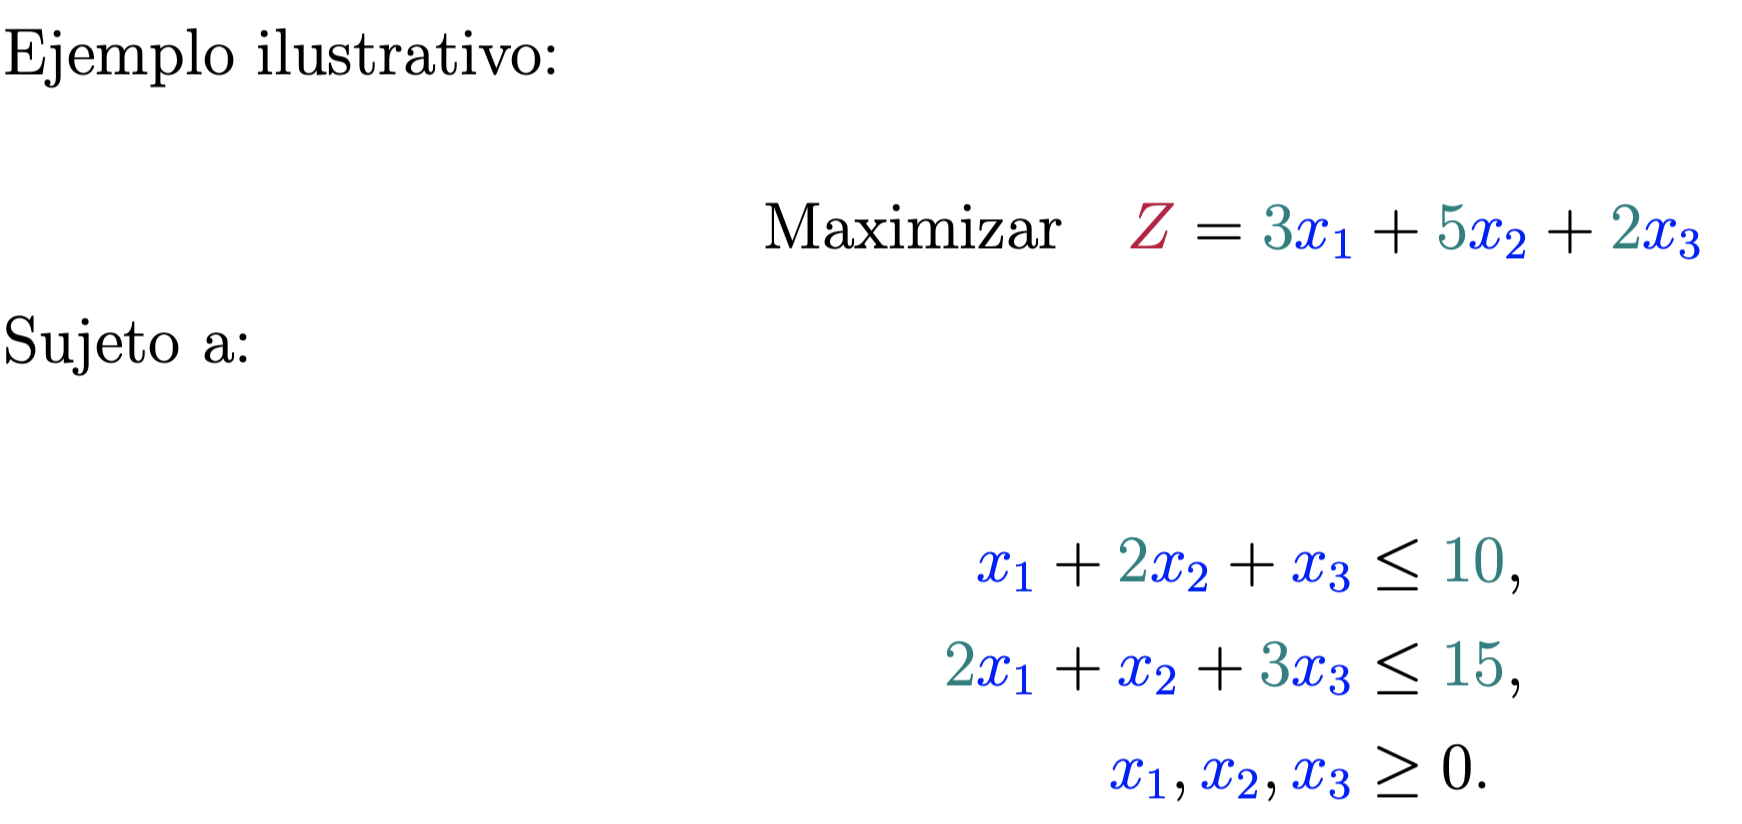 Ejemplo ilustrativo:
Maximizar Z = 3x₁ + 5x₂ + 2x₃
Sujeto a:
x₁ + 2x₂ + x₃ ≤ 10,
2x₁ + x₂ + 3x₃ ≤ 15,
x₁, x₂, x₃ ≥ 0.